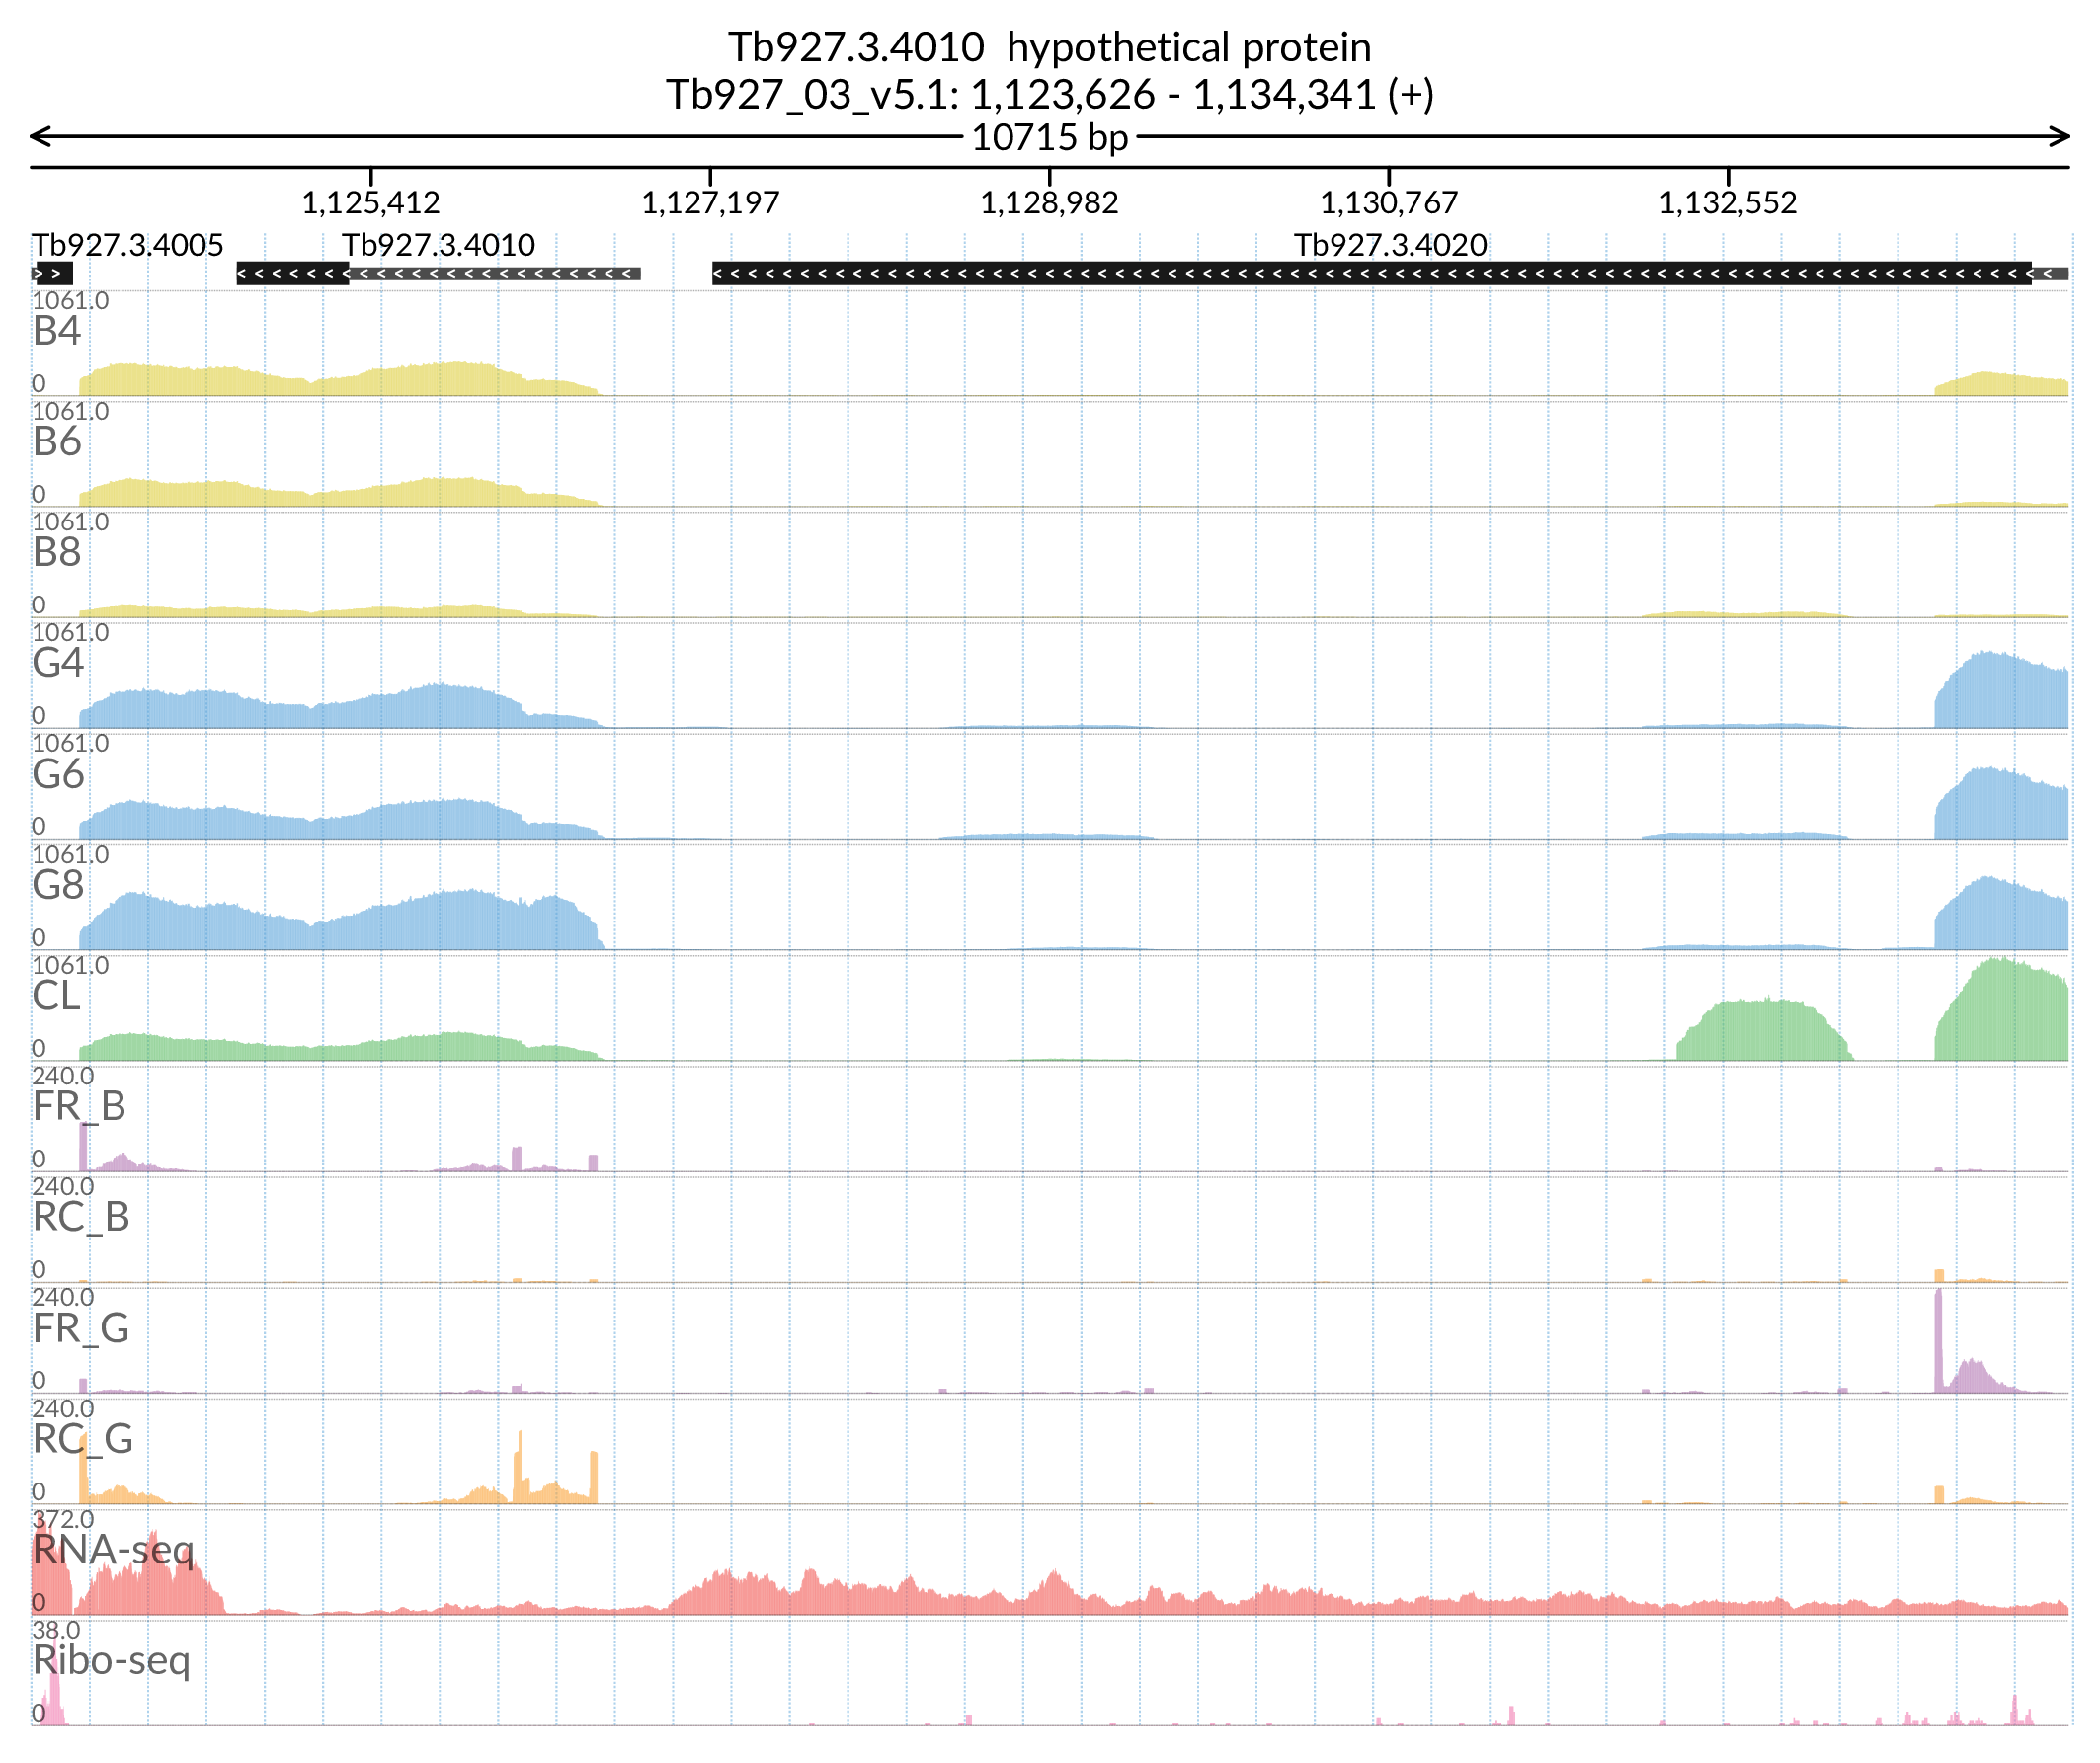 Tb927.3.4010 hypothetical protein
Tb927_03_v5.1: 1,123,626 - 1,134,341 (+)
10715 bp
1,125,412 1,127,197 1,128,982 1,130,767 1,132,552
Tb927.3.4005 Tb927.3.4010 Tb927.3.4020
1061.0
B4
0
1061.0
B6
0
1061.0
B8
0
1061.0
G4
0
1061.0
G6
0
1061.0
G8
0
1061.0
CL
0
240.0
FR_B
0
240.0
RC_B
0
240.0
FR_G
0
240.0
RC_G
0
372.0
RNA-seq
0
38.0
Ribo-seq
0